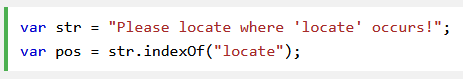 var str = "Please locate where 'locate' occurs!";
var pos = str.indexOf("locate");